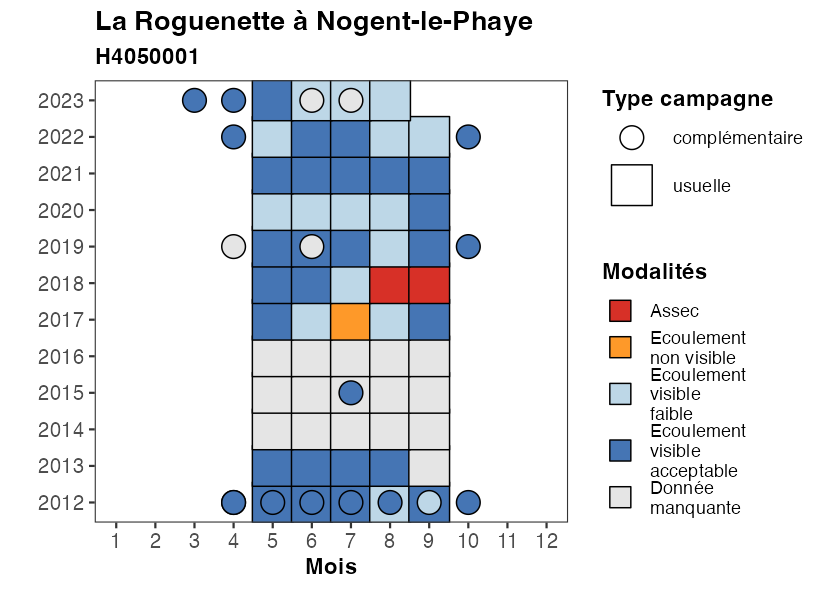 La Roguenette à Nogent-le-Phaye
H4050001
2023
2022
2021
2020
2019
2018
2017
2016
2015
2014
2013
2012
1 2 3 4 5 6 7 8 9 10 11 12
Mois
Type campagne
complémentaire
usuelle
Modalités
Assec
Ecoulement
non visible
Ecoulement
visible
faible
Ecoulement
visible
acceptable
Donnée
manquante